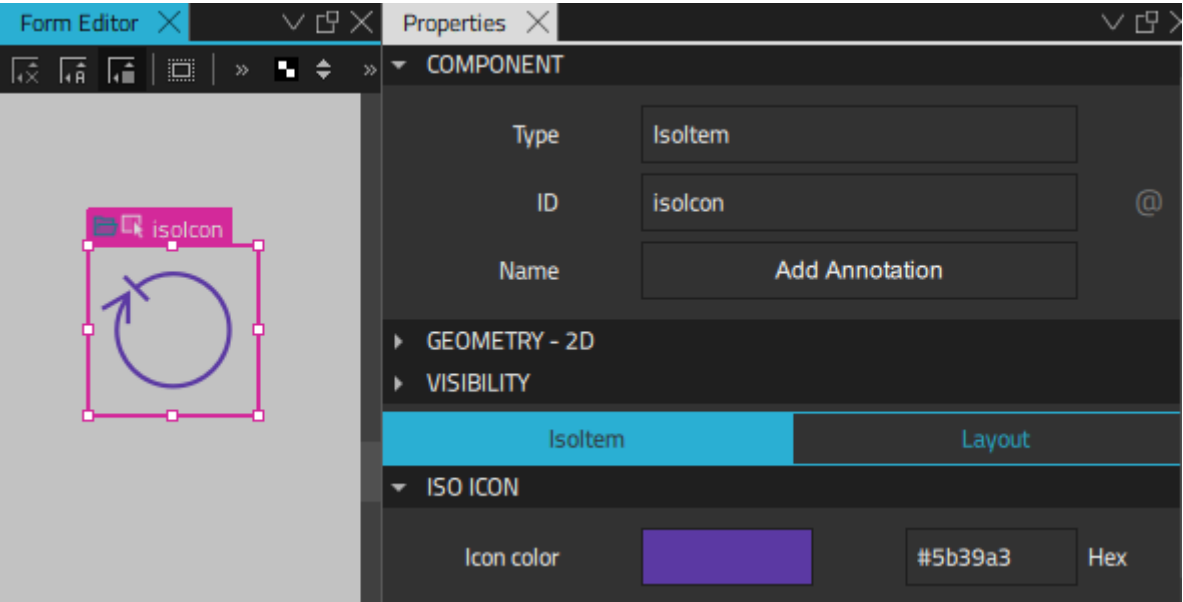 Form Editor
isoIcon
Properties
COMPONENT
Type IsoItem
ID isoIcon @
Name Add Annotation
GEOMETRY - 2D
VISIBILITY
IsoItem Layout
ISO ICON
Icon color #5b39a3 Hex